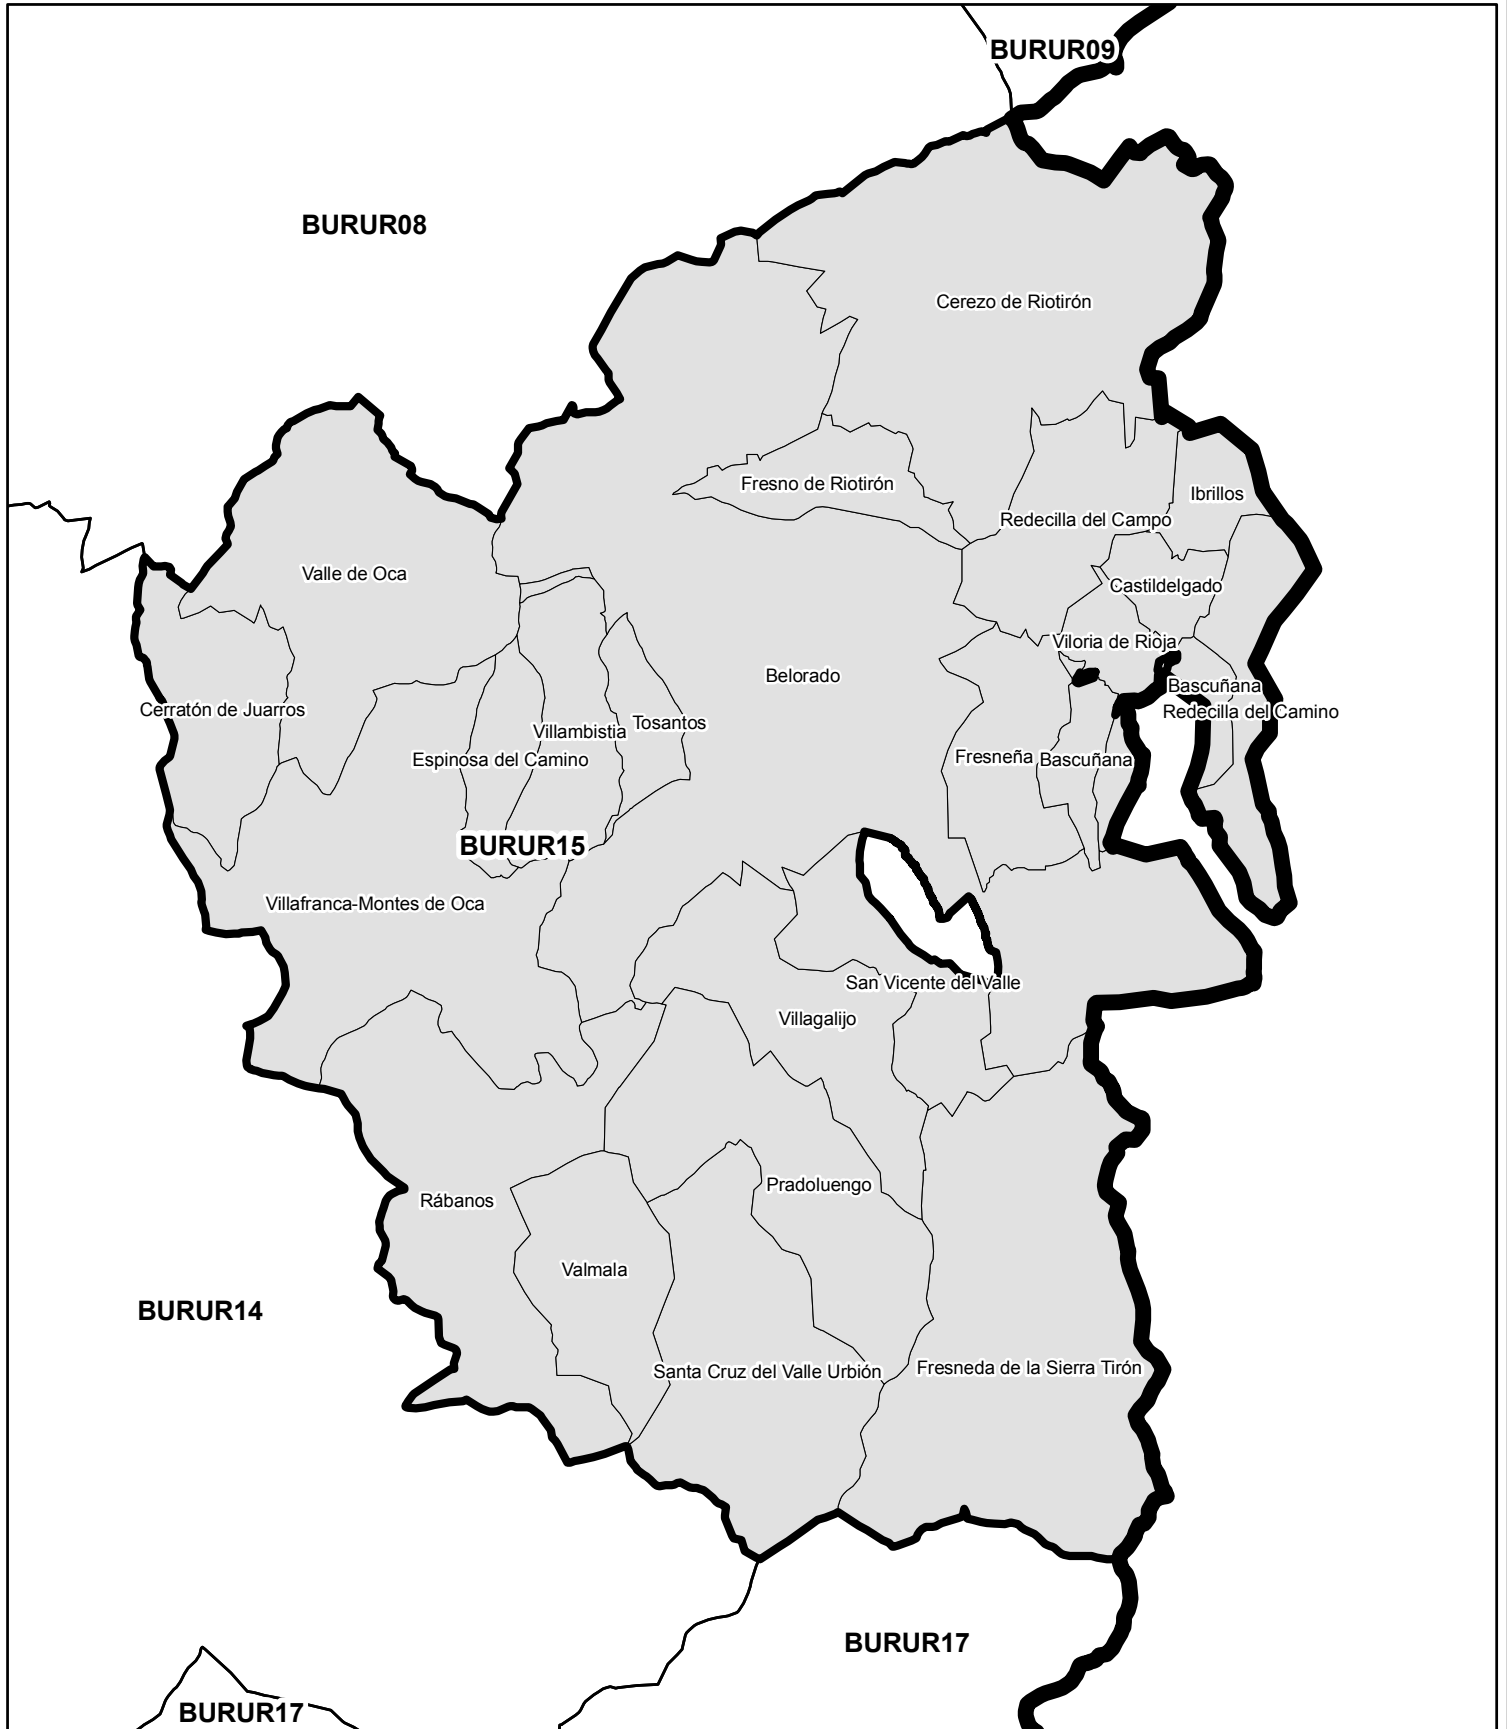 BURUR09
BURUR08
Cerezo de Riotirón
Fresno de Riotirón
Ibrillos
Redecilla del Campo
Valle de Oca
Castildelgado
Viloria de Rioja
Belorado
Bascuñana
Cerratón de Juarros
Redecilla del Camino
Tosantos
Villambistia
Fresneña
Bascuñana
Espinosa del Camino
BURUR15
Villafranca-Montes de Oca
San Vicente del Valle
Villagalijo
Pradoluengo
Rábanos
Valmala
BURUR14
Fresneda de la Sierra Tirón
Santa Cruz del Valle Urbión
BURUR17
BURUR17